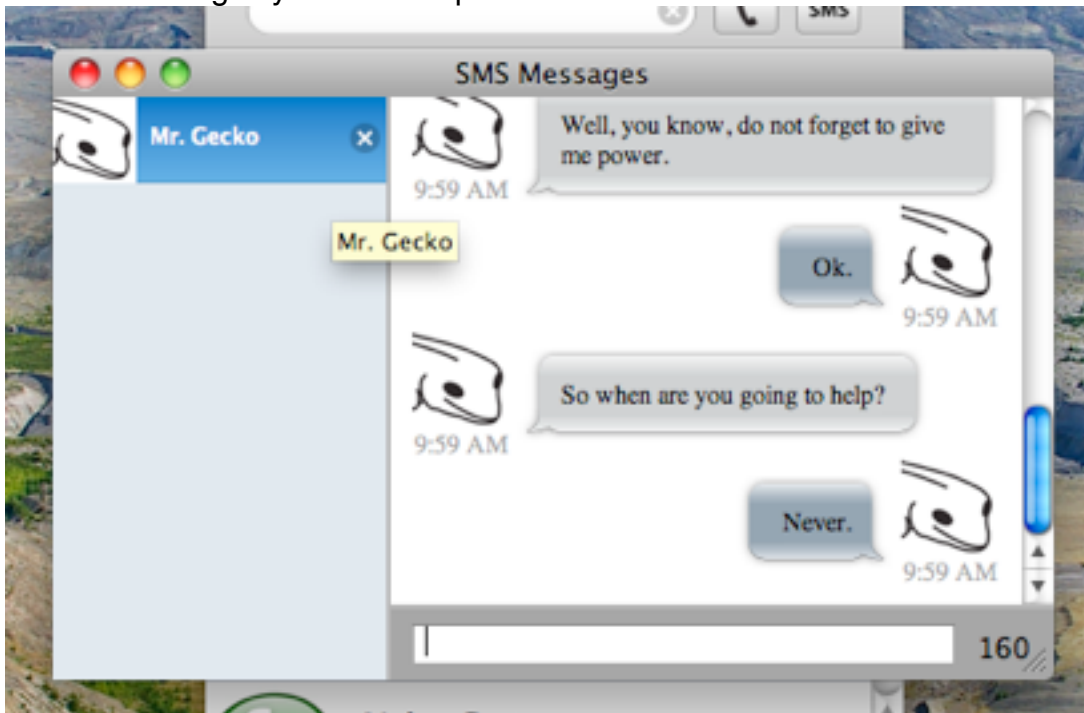 SMS
SMS Messages
Mr. Gecko
Well, you know, do not forget to give
me power.
9:59 AM
Mr. Gecko
Ok.
9:59 AM
So when are you going to help?
9:59 AM
Never.
9:59 AM
160